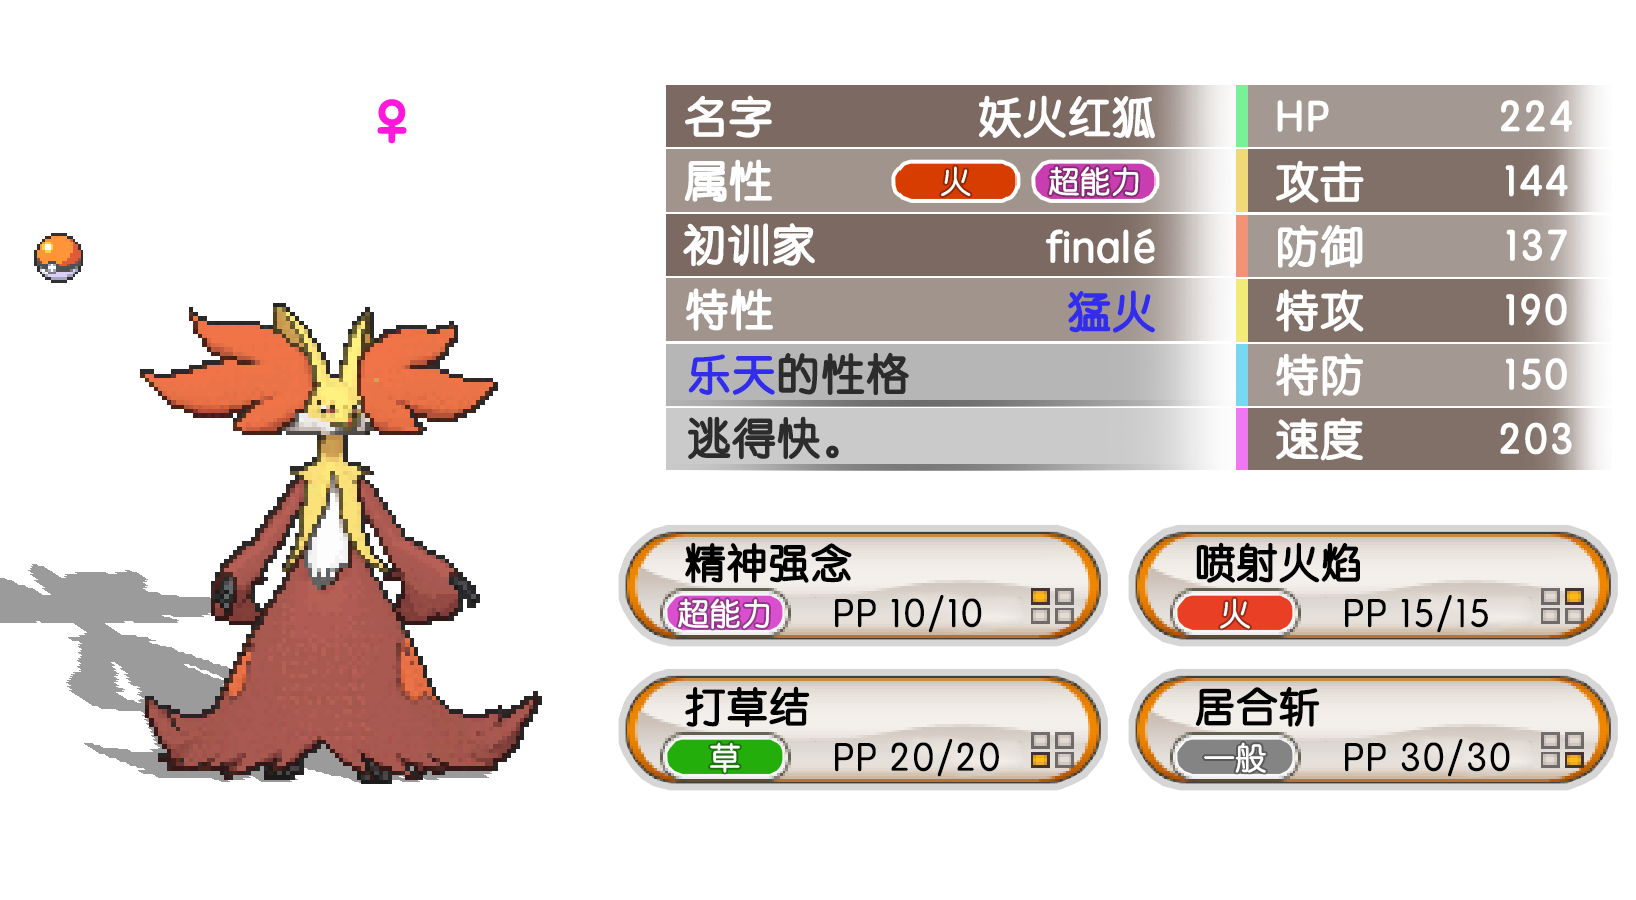 ♀
名字 妖火红狐
属性 火 超能力
初训家 finalé
特性 猛火
乐天的性格
逃得快。
HP 224
攻击 144
防御 137
特攻 190
特防 150
速度 203
精神强念
超能力 PP 10/10
喷射火焰
火 PP 15/15
打草结
草 PP 20/20
居合斩
一般 PP 30/30